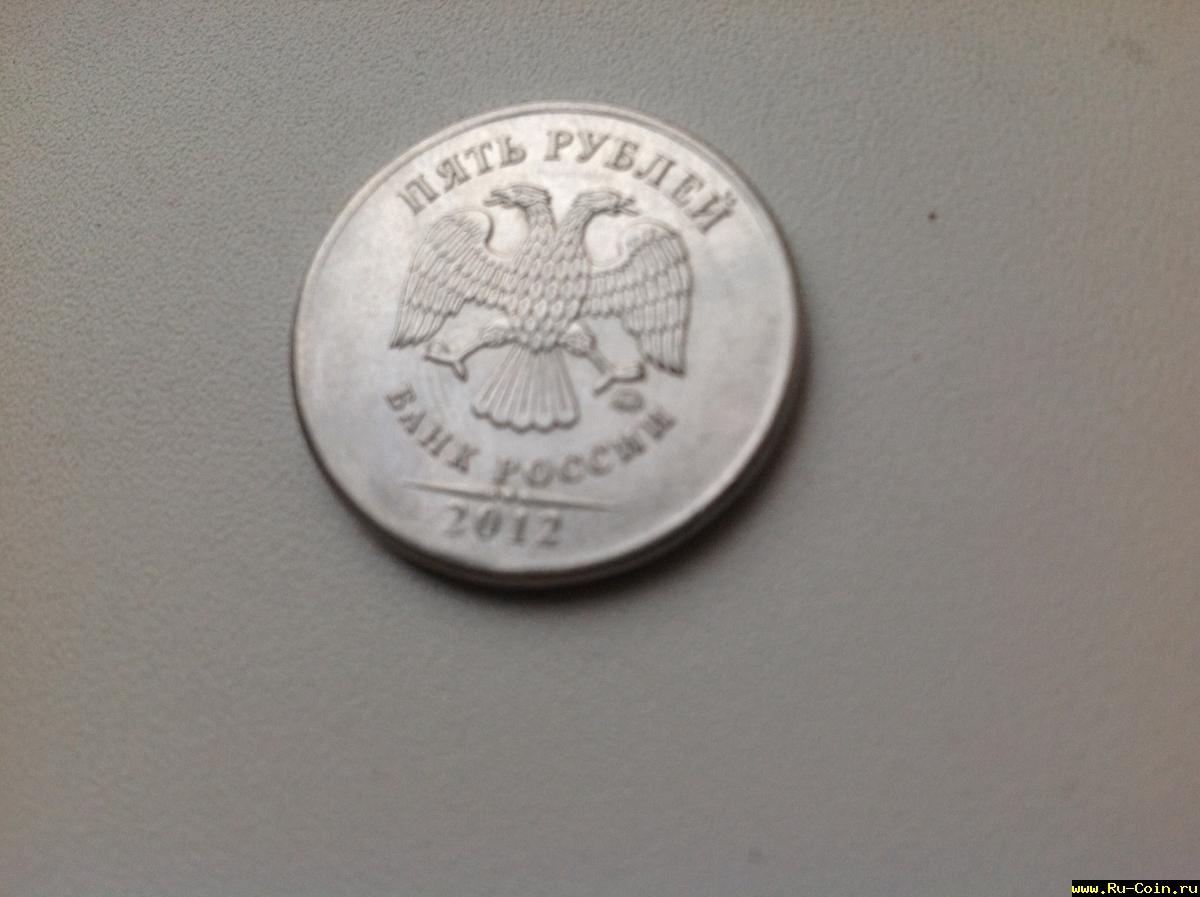 ПЯТЬ РУБЛЕЙ
БАНК РОССИИ
2012
www.Ru-Coin.ru